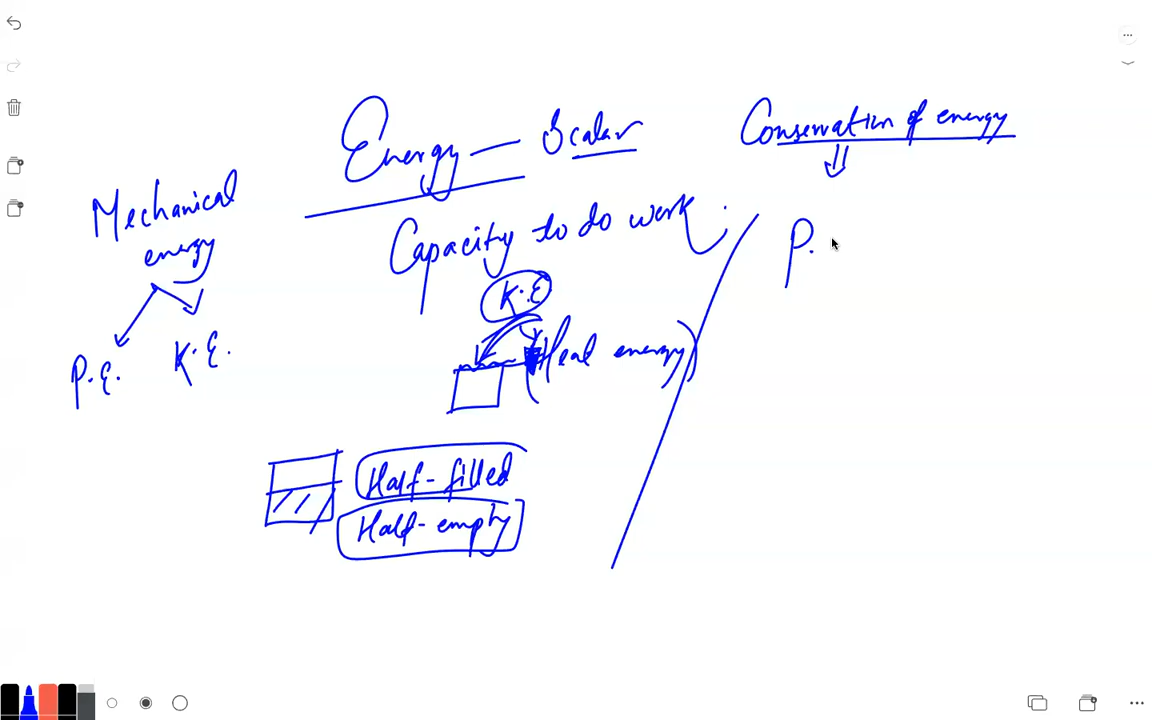 Energy — Scalar
Capacity to do work.
Mechanical
energy
P.E.
K.E.
K.E
(Heat energy)
Half-filled
Half-empty
Conservation of energy
P.